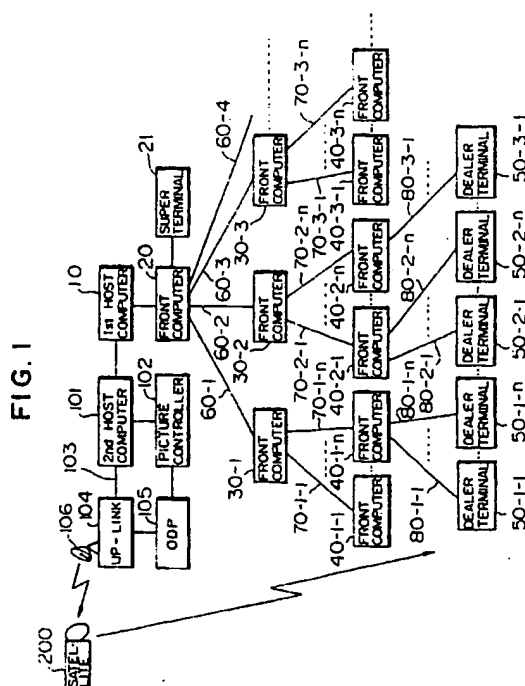 FIG. 1
200
SATEL-
LITE
106
104
UP-LINK
103
101
2nd HOST
COMPUTER
10
1st HOST
COMPUTER
105
ODP
102
PICTURE
CONTROLLER
20
FRONT
COMPUTER
21
SUPER
TERMINAL
60-1
60-2
60-3
60-4
30-1
FRONT
COMPUTER
30-2
FRONT
COMPUTER
30-3
FRONT
COMPUTER
70-1-1
70-1-n
70-2-1
70-2-n
70-3-1
70-3-n
40-1-1
FRONT
COMPUTER
40-1-n
FRONT
COMPUTER
40-2-1
FRONT
COMPUTER
40-2-n
FRONT
COMPUTER
40-3-1
FRONT
COMPUTER
40-3-n
FRONT
COMPUTER
80-1-1
80-1-n
80-2-1
80-2-n
80-3-1
DEALER
TERMINAL
50-1-1
DEALER
TERMINAL
50-1-n
DEALER
TERMINAL
50-2-1
DEALER
TERMINAL
50-2-n
DEALER
TERMINAL
50-3-1